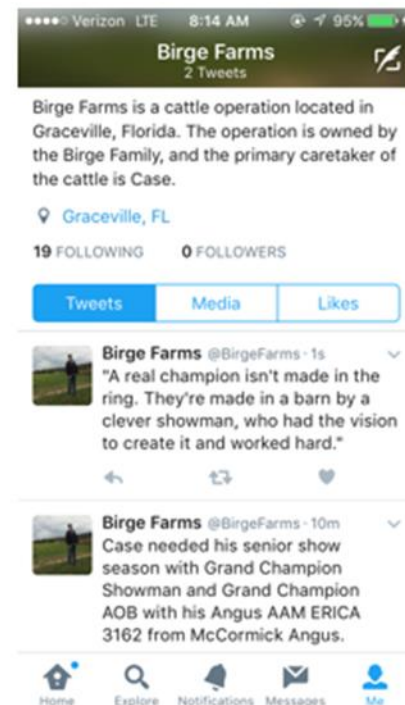 Verizon LTE 8:14 AM 95%
Birge Farms
2 Tweets
Birge Farms is a cattle operation located in
Graceville, Florida. The operation is owned by
the Birge Family, and the primary caretaker of
the cattle is Case.
Graceville, FL
19 FOLLOWING 0 FOLLOWERS
Tweets Media Likes
Birge Farms @BirgeFarms · 1s
"A real champion isn't made in the
ring. They're made in a barn by a
clever showman, who had the vision
to create it and worked hard."
Birge Farms @BirgeFarms · 10m
Case needed his senior show
season with Grand Champion
Showman and Grand Champion
AOB with his Angus AAM ERICA
3162 from McCormick Angus.
Home Explore Notifications Messages Me